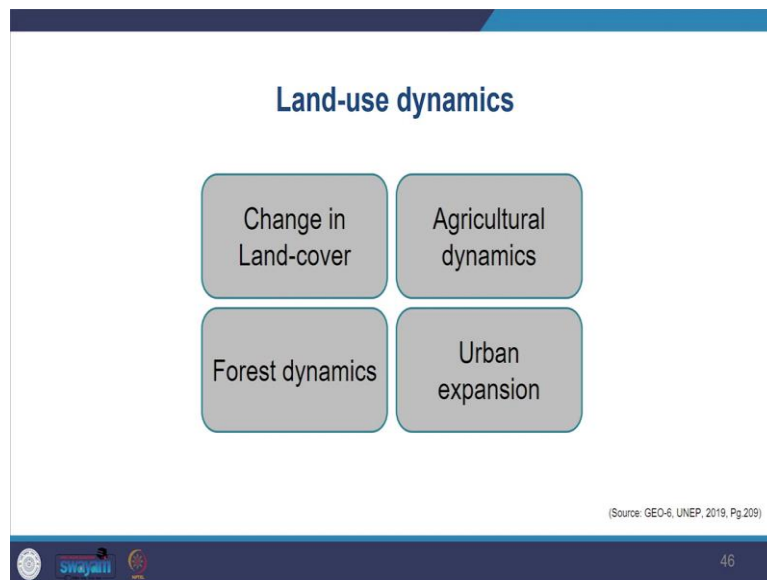 Land-use dynamics
Change in
Land-cover
Agricultural
dynamics
Forest dynamics
Urban
expansion
(Source: GEO-6, UNEP, 2019, Pg.209)
swayam
46